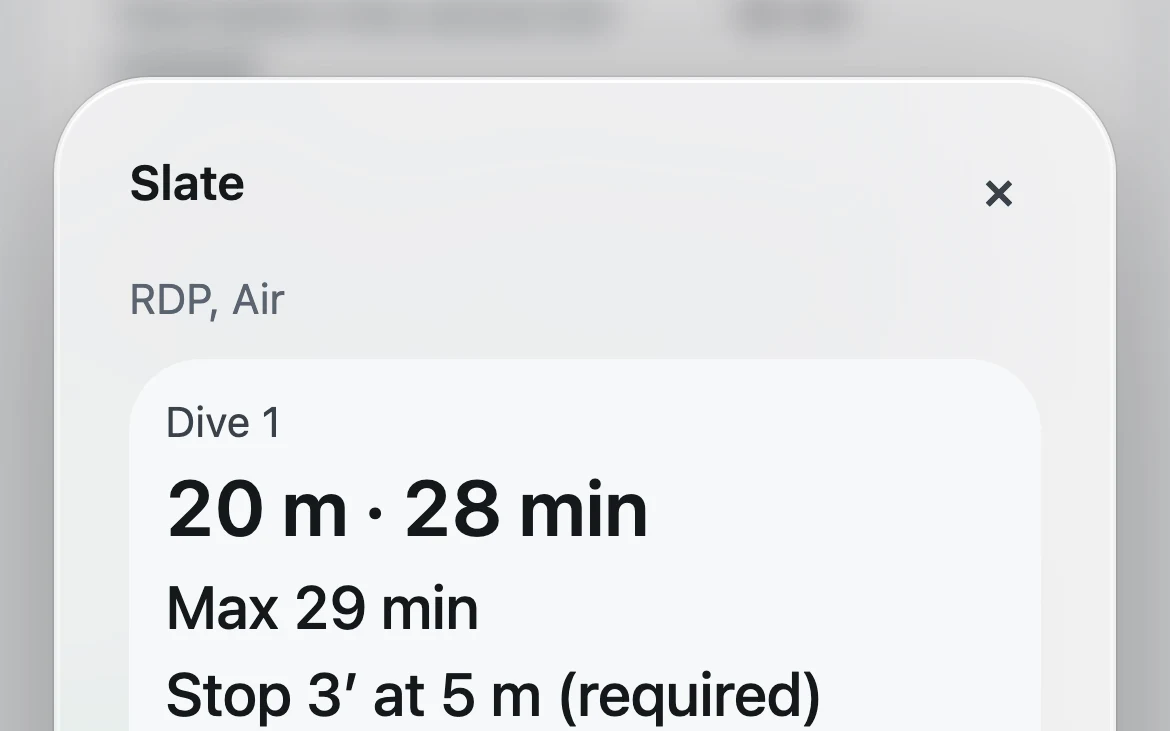 Slate
×
RDP, Air
Dive 1
20 m · 28 min
Max 29 min
Stop 3′ at 5 m (required)